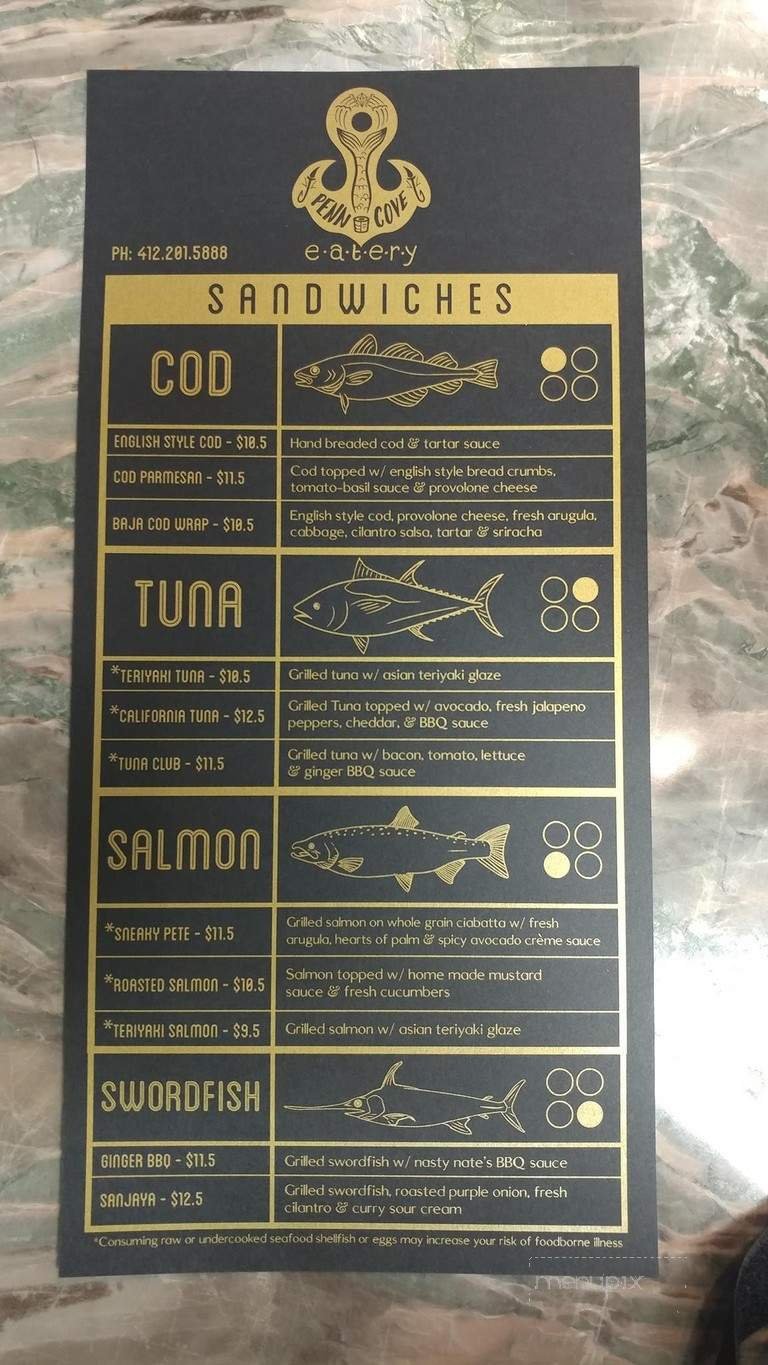 PENN COVE
e·a·t·e·r·y
PH: 412.201.5888
SANDWICHES
COD
ENGLISH STYLE COD - $10.5
Hand breaded cod & tartar sauce
COD PARMESAN - $11.5
Cod topped w/ english style bread crumbs,
tomato-basil sauce & provolone cheese
BAJA COD WRAP - $10.5
English style cod, provolone cheese, fresh arugula,
cabbage, cilantro salsa, tartar & sriracha
TUNA
*TERIYAKI TUNA - $10.5
Grilled tuna w/ asian teriyaki glaze
*CALIFORNIA TUNA - $12.5
Grilled Tuna topped w/ avocado, fresh jalapeno
peppers, cheddar, & BBQ sauce
*TUNA CLUB - $11.5
Grilled tuna w/ bacon, tomato, lettuce
& ginger BBQ sauce
SALMON
*SNEAKY PETE - $11.5
Grilled salmon on whole grain ciabatta w/ fresh
arugula, hearts of palm & spicy avocado crème sauce
*ROASTED SALMON - $10.5
Salmon topped w/ home made mustard
sauce & fresh cucumbers
*TERIYAKI SALMON - $9.5
Grilled salmon w/ asian teriyaki glaze
SWORDFISH
GINGER BBQ - $11.5
Grilled swordfish w/ nasty nate's BBQ sauce
SANJAYA - $12.5
Grilled swordfish, roasted purple onion, fresh
cilantro & curry sour cream
*Consuming raw or undercooked seafood shellfish or eggs may increase your risk of foodborne illness
menupix